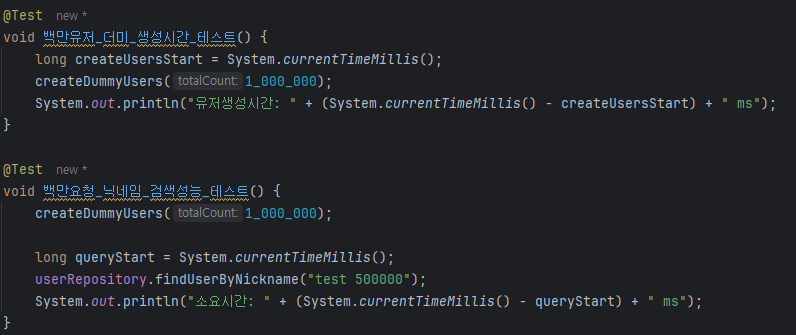 @Test new *
void 백만유저_더미_생성시간_테스트() {
long createUsersStart = System.currentTimeMillis();
createDummyUsers( totalCount: 1_000_000);
System.out.println("유저생성시간: " + (System.currentTimeMillis() - createUsersStart) + " ms");
}
@Test new *
void 백만요청_닉네임_검색성능_테스트() {
createDummyUsers( totalCount: 1_000_000);
long queryStart = System.currentTimeMillis();
userRepository.findUserByNickname("test 500000");
System.out.println("소요시간: " + (System.currentTimeMillis() - queryStart) + " ms");
}